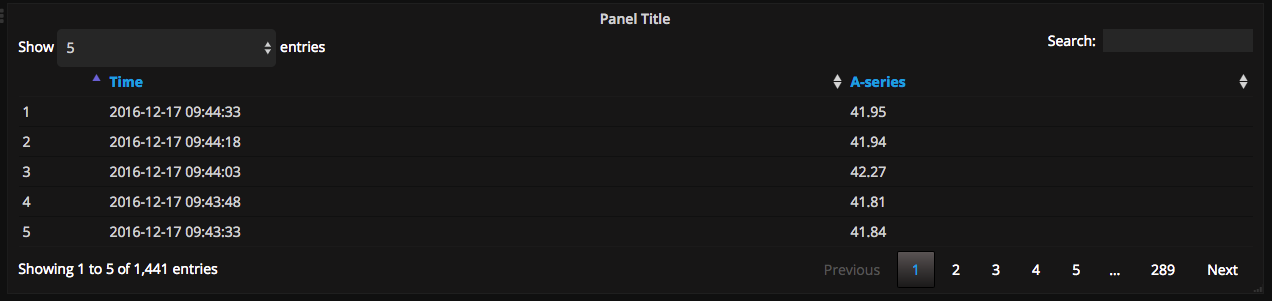 Panel Title
Show 5 entries Search:
Time A-series
1 2016-12-17 09:44:33 41.95
2 2016-12-17 09:44:18 41.94
3 2016-12-17 09:44:03 42.27
4 2016-12-17 09:43:48 41.81
5 2016-12-17 09:43:33 41.84
Showing 1 to 5 of 1,441 entries Previous 1 2 3 4 5 ... 289 Next